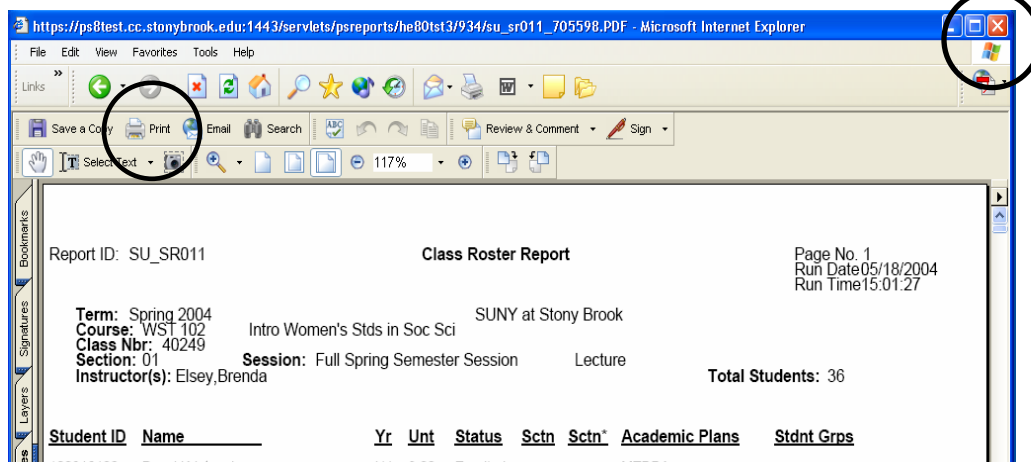 https://ps8test.cc.stonybrook.edu:1443/servlets/psreports/he80tst3/934/su_sr011_705598.PDF - Microsoft Internet Explorer
File Edit View Favorites Tools Help
Links »
Save a Copy Print Email Search Review & Comment Sign
Select Text 117%
Bookmarks
Signatures
Layers
Report ID: SU_SR011 Class Roster Report Page No. 1
Run Date05/18/2004
Run Time15:01:27
Term: Spring 2004 SUNY at Stony Brook
Course: WST 102 Intro Women's Stds in Soc Sci
Class Nbr: 40249
Section: 01 Session: Full Spring Semester Session Lecture
Instructor(s): Elsey,Brenda Total Students: 36
Student ID Name Yr Unt Status Sctn Sctn* Academic Plans Stdnt Grps